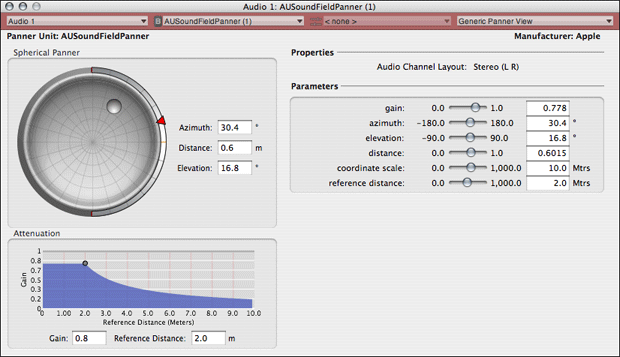 Audio 1: AUSoundFieldPanner (1)
Audio 1 AUSoundFieldPanner (1) < none > Generic Panner View
Panner Unit: AUSoundFieldPanner Manufacturer: Apple
Spherical Panner
Azimuth: 30.4 °
Distance: 0.6 m
Elevation: 16.8 °
Attenuation
Gain
1
0.8
0.7
0.5
0.3
0.2
0
0 1.00 2.0 3.0 4.0 5.0 6.0 7.0 8.0 9.0 10.0
Reference Distance (Meters)
Gain: 0.8 Reference Distance: 2.0 m
Properties
Audio Channel Layout: Stereo (L R)
Parameters
gain: 0.0 1.0 0.778
azimuth: -180.0 180.0 30.4 °
elevation: -90.0 90.0 16.8 °
distance: 0.0 1.0 0.6015
coordinate scale: 0.0 1,000.0 10.0 Mtrs
reference distance: 0.0 1,000.0 2.0 Mtrs